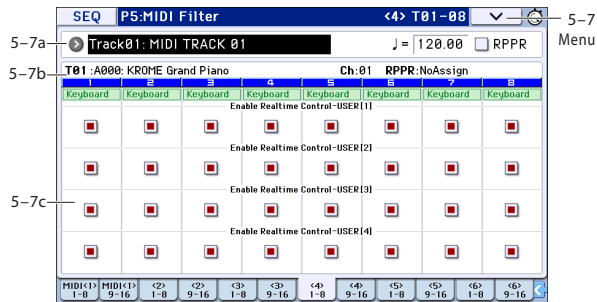 SEQ P5:MIDI Filter <4> T01-08 5–7
Menu
5–7a Track01: MIDI TRACK 01 ♩= 120.00 RPPR
5–7b T01 :A000: KROME Grand Piano Ch:01 RPPR:NoAssign
1 2 3 4 5 6 7 8
Keyboard Keyboard Keyboard Keyboard Keyboard Keyboard Keyboard Keyboard
Enable Realtime Control-USER[1]
Enable Realtime Control-USER[2]
Enable Realtime Control-USER[3]
5–7c
Enable Realtime Control-USER[4]
MIDI<1> MIDI<1> <2> <2> <3> <3> <4> <4> <5> <5> <6> <6>
1-8 9-16 1-8 9-16 1-8 9-16 1-8 9-16 1-8 9-16 1-8 9-16